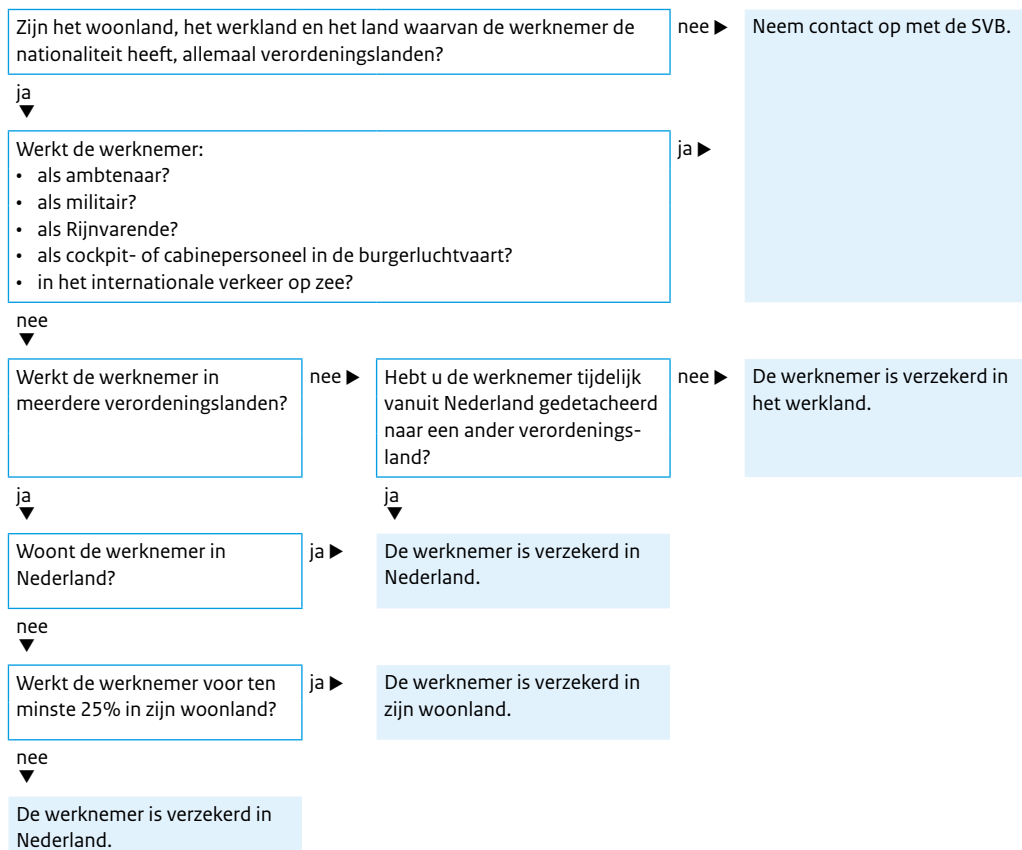 Zijn het woonland, het werkland en het land waarvan de werknemer de
nationaliteit heeft, allemaal verordeningslanden?
nee ▶
Neem contact op met de SVB.
ja
▼
Werkt de werknemer:
• als ambtenaar?
• als militair?
• als Rijnvarende?
• als cockpit- of cabinepersoneel in de burgerluchtvaart?
• in het internationale verkeer op zee?
ja ▶
nee
▼
Werkt de werknemer in
meerdere verordeningslanden?
nee ▶
Hebt u de werknemer tijdelijk
vanuit Nederland gedetacheerd
naar een ander verordenings-
land?
nee ▶
De werknemer is verzekerd in
het werkland.
ja
▼
ja
▼
Woont de werknemer in
Nederland?
ja ▶
De werknemer is verzekerd in
Nederland.
nee
▼
Werkt de werknemer voor ten
minste 25% in zijn woonland?
ja ▶
De werknemer is verzekerd in
zijn woonland.
nee
▼
De werknemer is verzekerd in
Nederland.